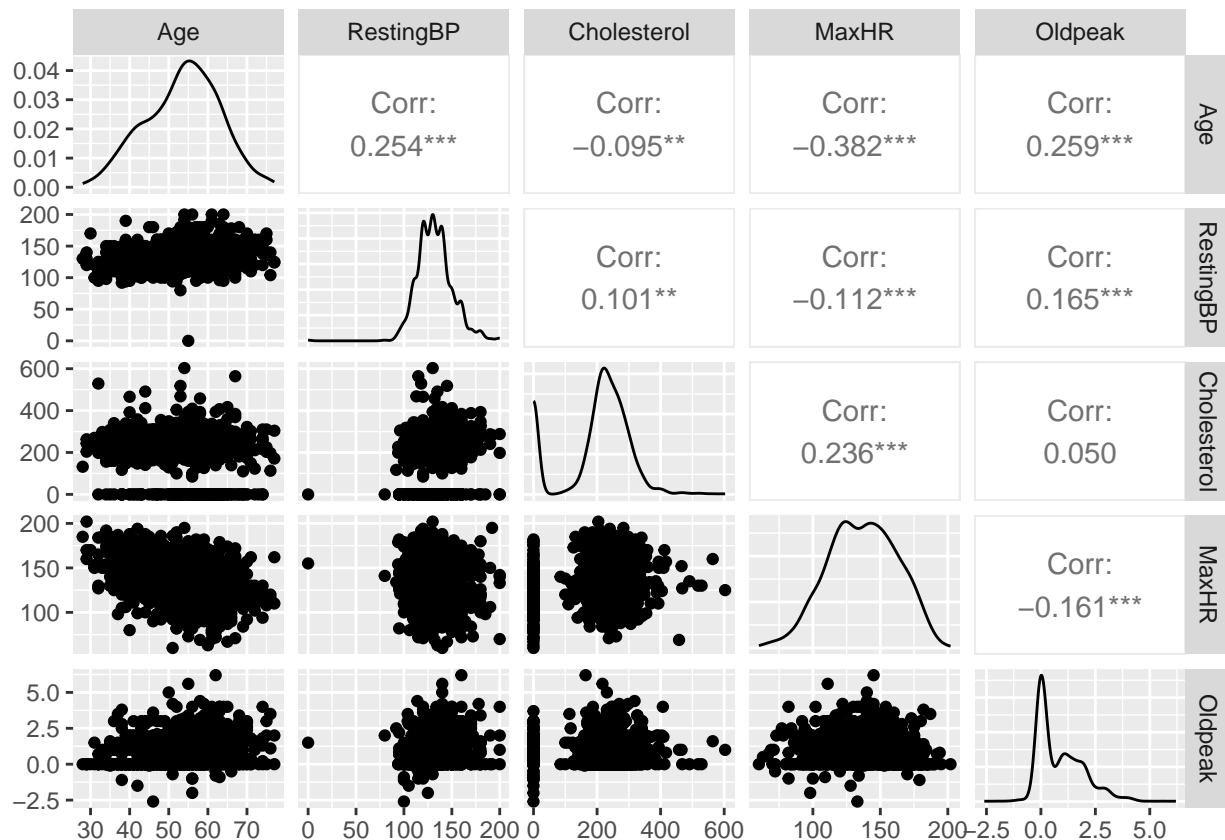 Age RestingBP Cholesterol MaxHR Oldpeak
0.04
0.03
0.02
0.01
0.00
Corr:
0.254***
Corr:
−0.095**
Corr:
−0.382***
Corr:
0.259***
Age
200
150
100
50
0
Corr:
0.101**
Corr:
−0.112***
Corr:
0.165***
RestingBP
600
400
200
0
Corr:
0.236***
Corr:
0.050
Cholesterol
200
150
100
Corr:
−0.161***
MaxHR
5.0
2.5
0.0
−2.5
Oldpeak
30 40 50 60 70 0 50 100 150 200 0 200 400 600 100 150 200 −2.5 0.0 2.5 5.0